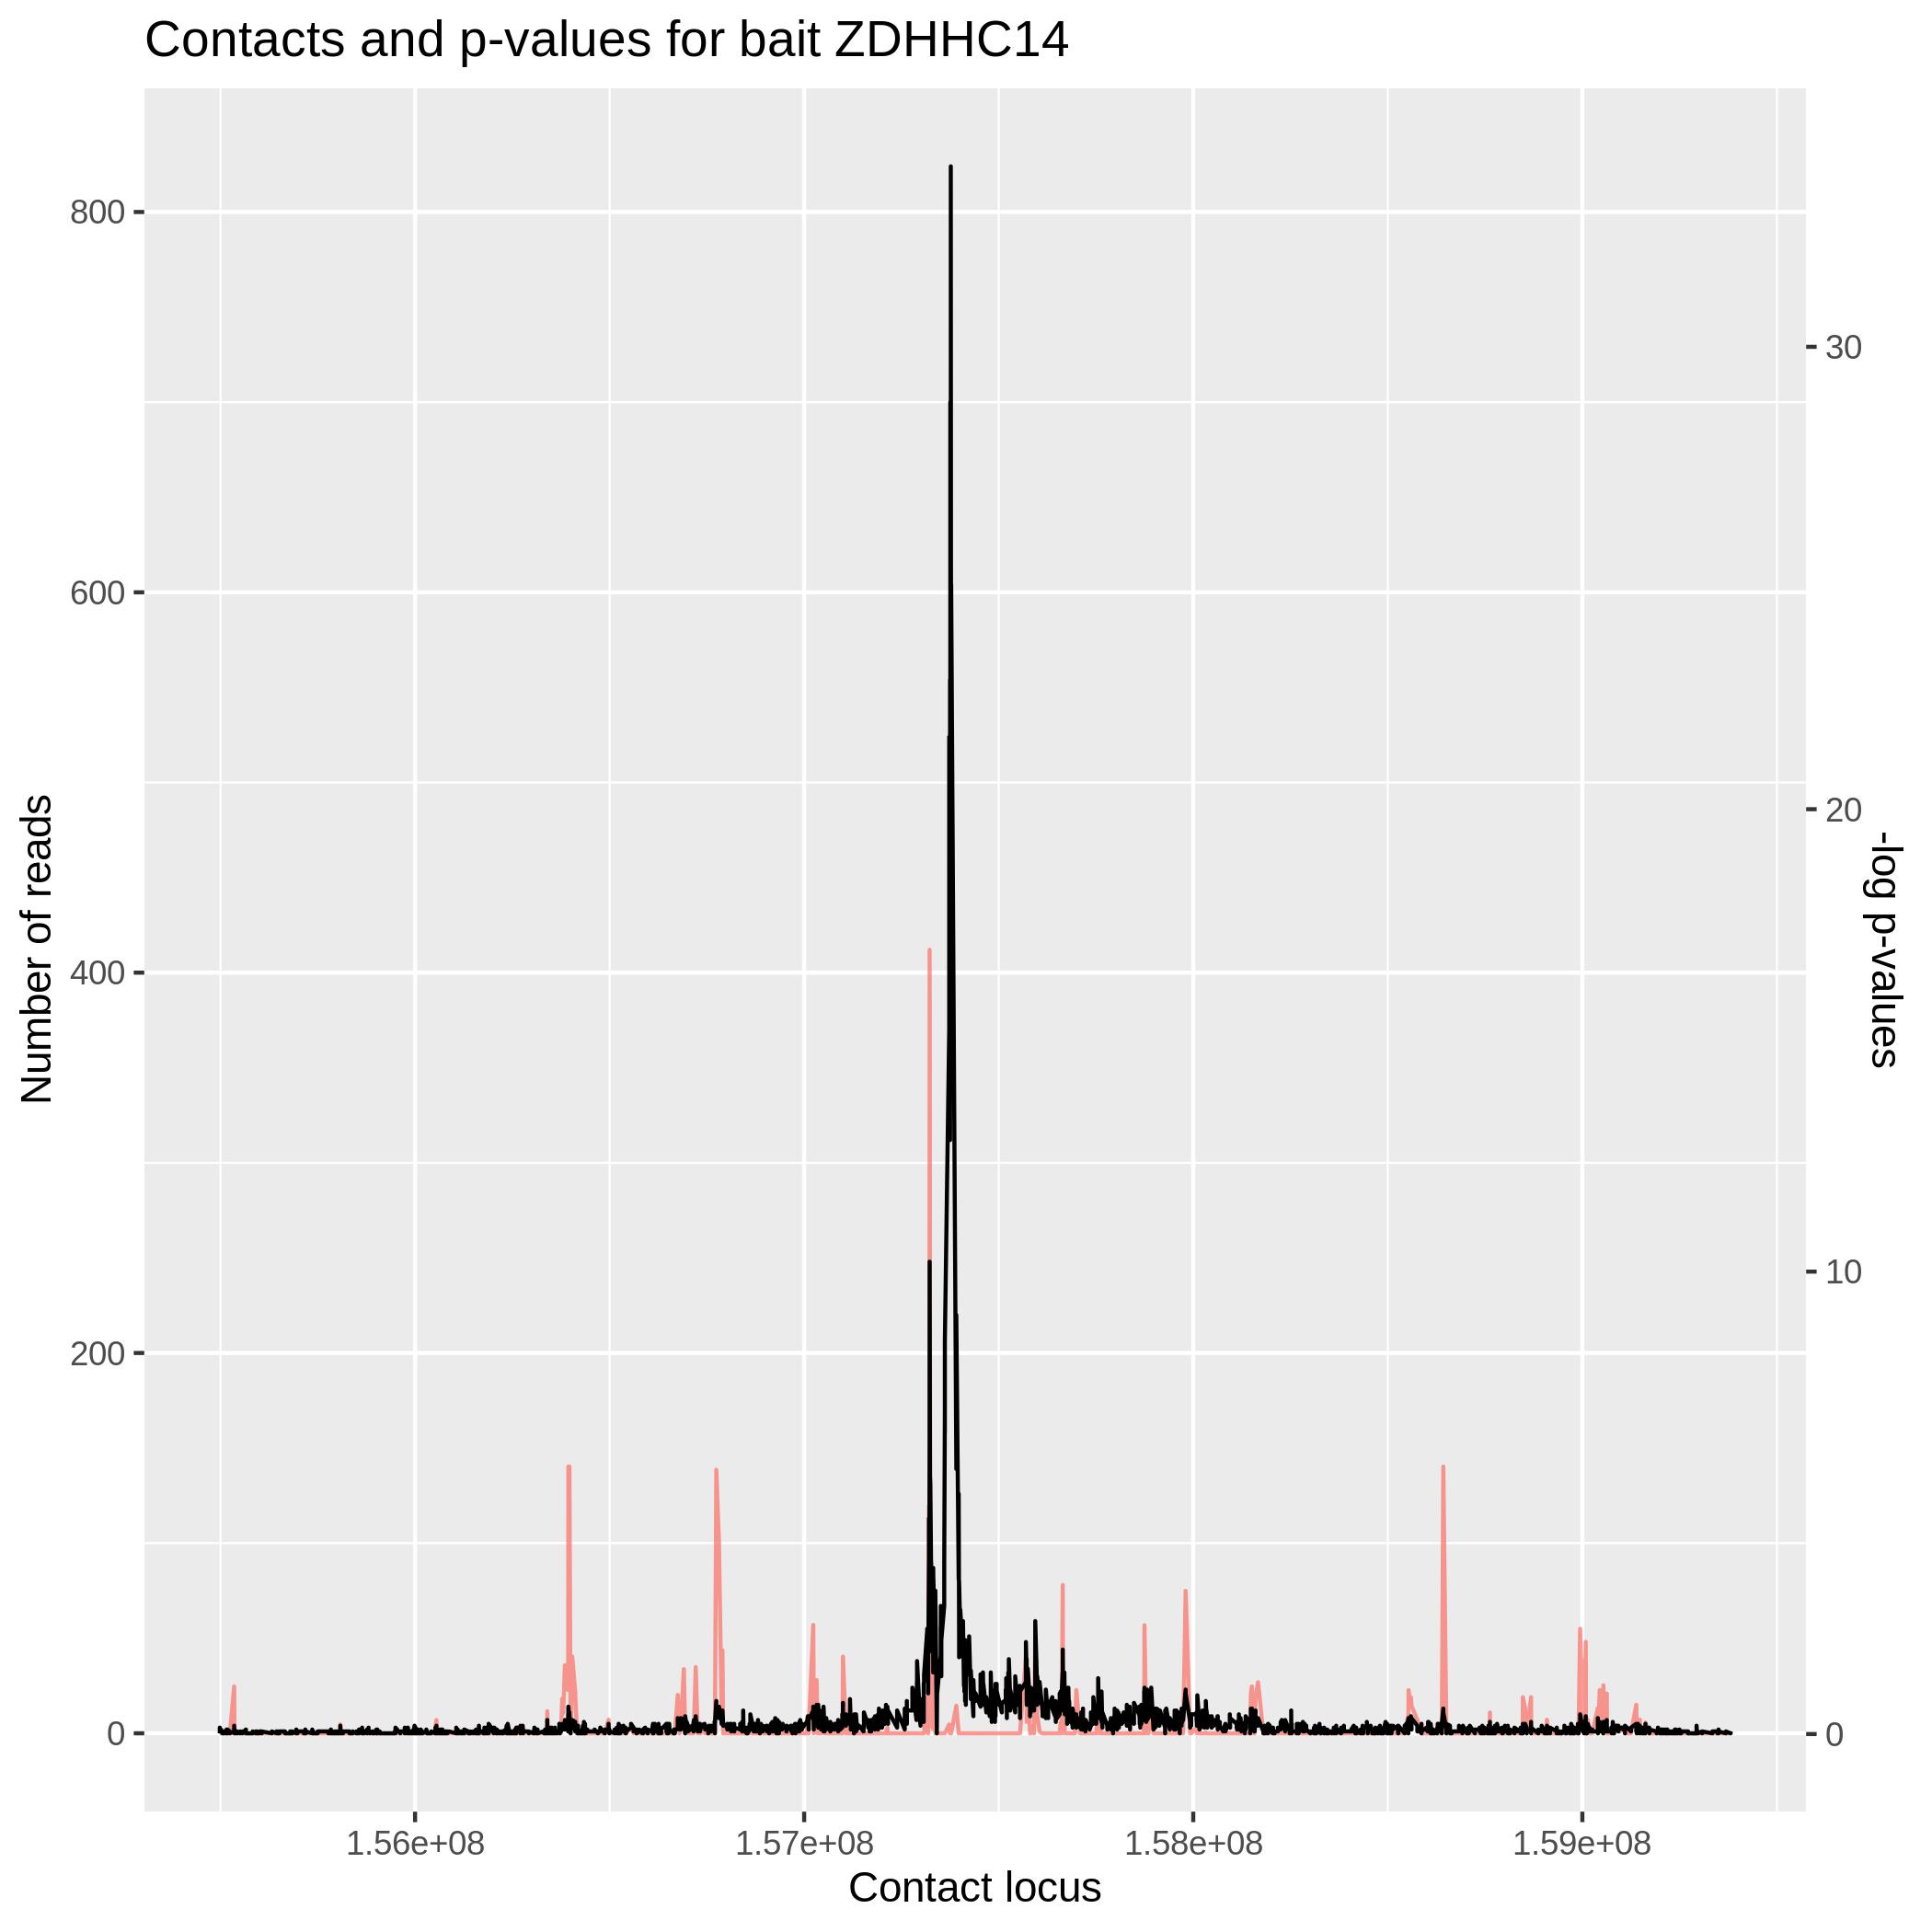 Contacts and p-values for bait ZDHHC14
800
600
400
200
0
Number of reads
30
20
10
0
-log p-values
1.56e+08
1.57e+08
1.58e+08
1.59e+08
Contact locus